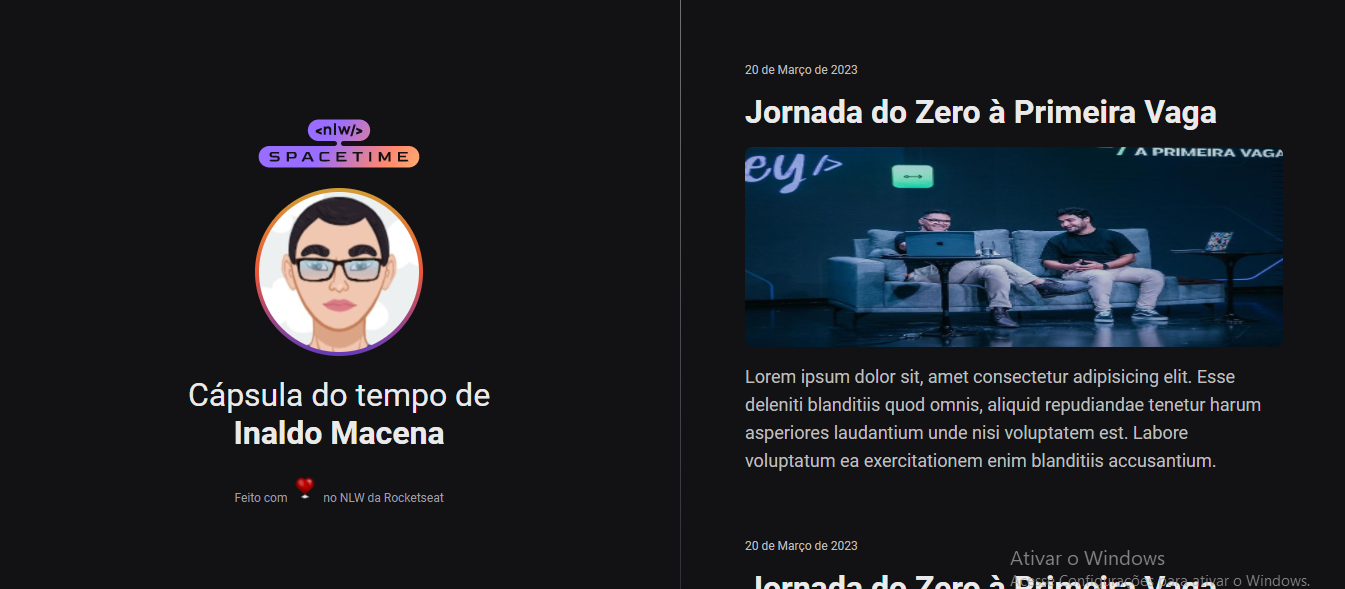 <nlw/>
SPACETIME
Cápsula do tempo de
Inaldo Macena
Feito com no NLW da Rocketseat
20 de Março de 2023
Jornada do Zero à Primeira Vaga
ey/>
A PRIMEIRA VAGA
Lorem ipsum dolor sit, amet consectetur adipisicing elit. Esse
deleniti blanditiis quod omnis, aliquid repudiandae tenetur harum
asperiores laudantium unde nisi voluptatem est. Labore
voluptatum ea exercitationem enim blanditiis accusantium.
20 de Março de 2023
Jornada do Zero à Primeira Vaga
Ativar o Windows
Acesse Configurações para ativar o Windows.